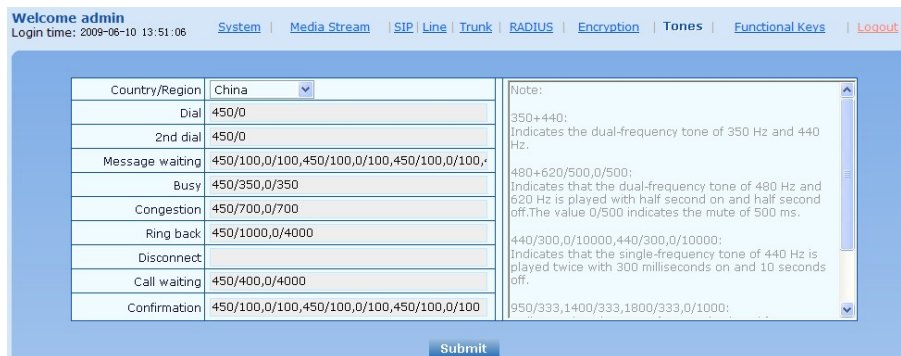 Welcome admin
Login time: 2009-06-10 13:51:06
System | Media Stream | SIP | Line | Trunk | RADIUS | Encryption | Tones | Functional Keys | Logout
Country/Region China
Dial 450/0
2nd dial 450/0
Message waiting 450/100,0/100,450/100,0/100,450/100,0/100,
Busy 450/350,0/350
Congestion 450/700,0/700
Ring back 450/1000,0/4000
Disconnect
Call waiting 450/400,0/4000
Confirmation 450/100,0/100,450/100,0/100,450/100,0/100
Note:
350+440:
Indicates the dual-frequency tone of 350 Hz and 440
Hz.
480+620/500,0/500:
Indicates that the dual-frequency tone of 480 Hz and
620 Hz is played with half second on and half second
off.The value 0/500 indicates the mute of 500 ms.
440/300,0/10000,440/300,0/10000:
Indicates that the single-frequency tone of 440 Hz is
played twice with 300 milliseconds on and 10 seconds
off.
950/333,1400/333,1800/333,0/1000:
Submit